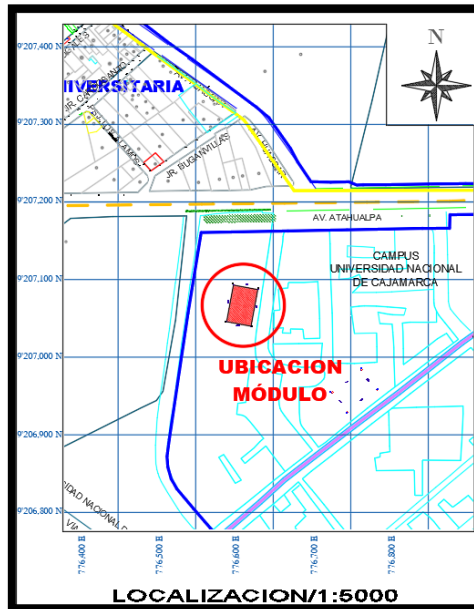 9'207,400 N
N
IVERSITARIA
9'207,300 N
JR. BUGANVILLAS
9'207,200 N
AV. ATAHUALPA
CAMPUS
UNIVERSIDAD NACIONAL
DE CAJAMARCA
9'207,100 N
9'207,000 N
UBICACION
MÓDULO
9'206,900 N
9'206,800 N
776.400 E
776.500 E
776.600 E
776.700 E
776.800 E
LOCALIZACION/1:5000